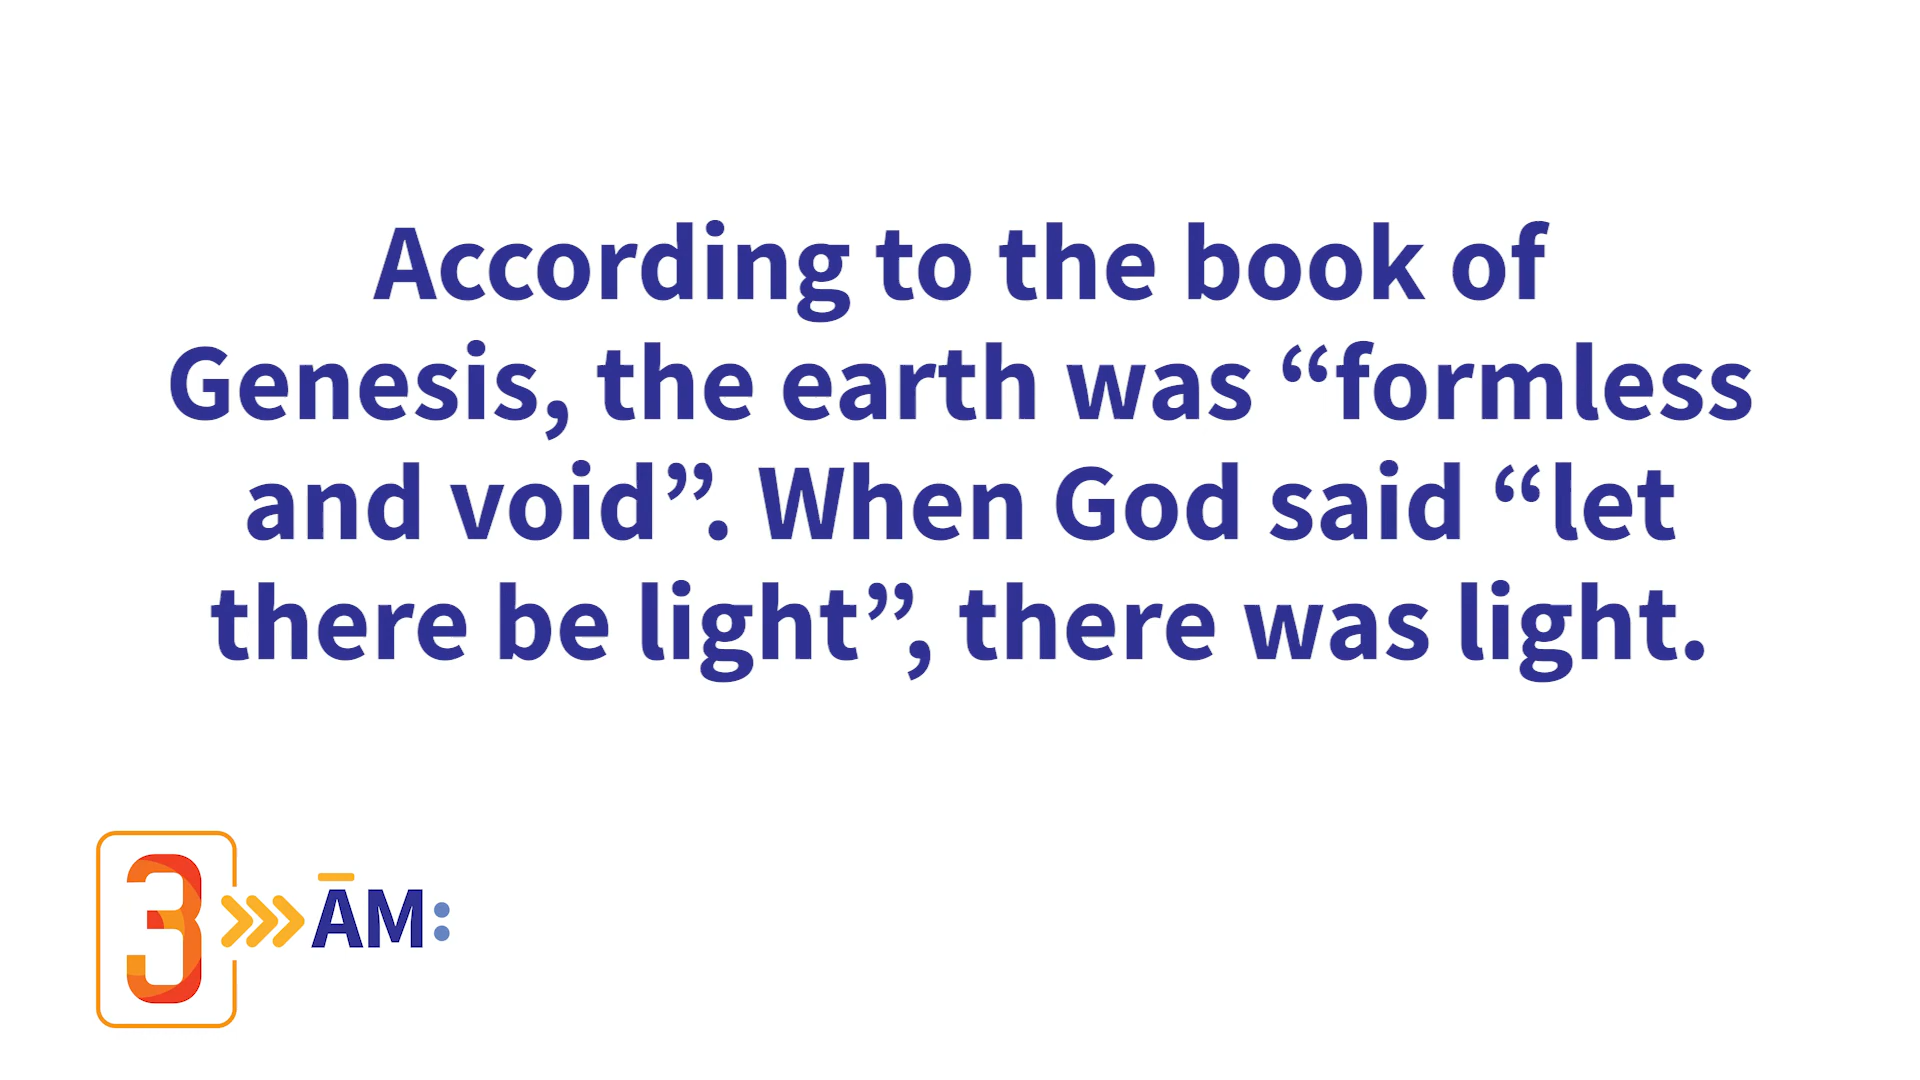 According to the book of
Genesis, the earth was “formless
and void”. When God said “let
there be light”, there was light.
3 ĀM: